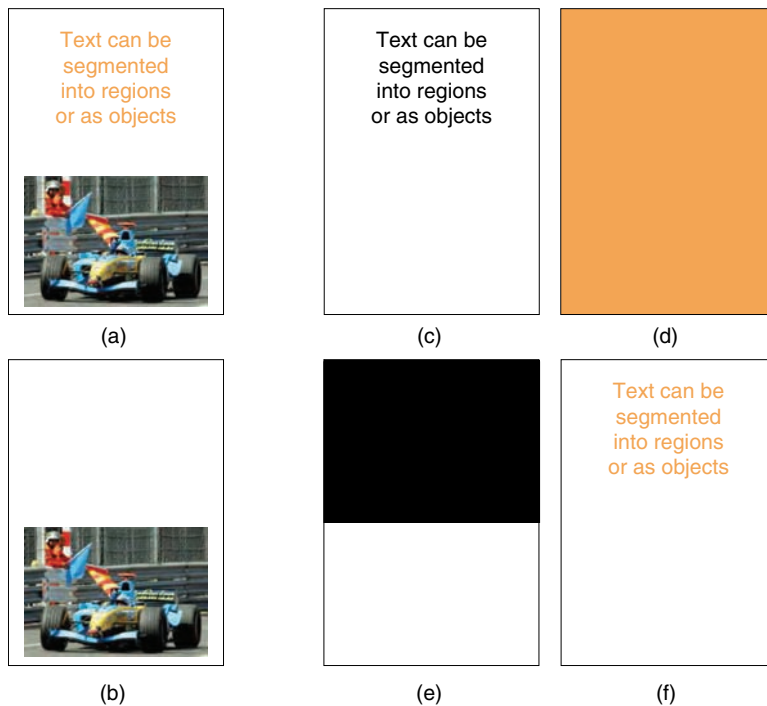 Text can be
segmented
into regions
or as objects
(a)
Text can be
segmented
into regions
or as objects
(c)
(d)
(b)
(e)
Text can be
segmented
into regions
or as objects
(f)